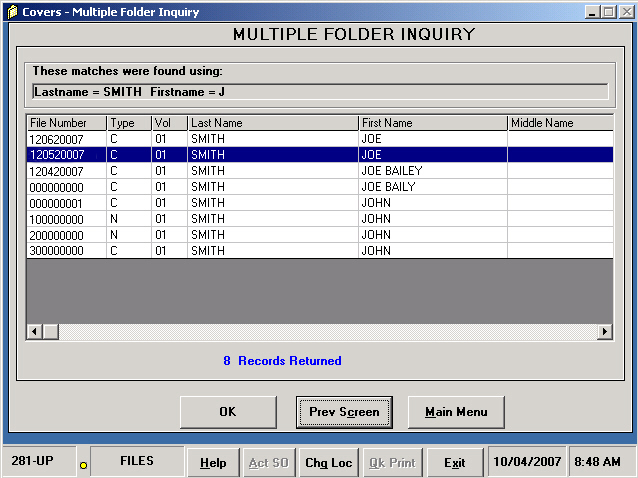 Covers - Multiple Folder Inquiry
MULTIPLE FOLDER INQUIRY
These matches were found using:
Lastname = SMITH  Firstname = J
File Number Type Vol Last Name First Name Middle Name
120620007 C 01 SMITH JOE
120520007 C 01 SMITH JOE
120420007 C 01 SMITH JOE BAILEY
000000000 C 01 SMITH JOE BAILY
000000001 C 01 SMITH JOHN
100000000 N 01 SMITH JOHN
200000000 N 01 SMITH JOHN
300000000 C 01 SMITH JOHN
8 Records Returned
OK Prev Screen Main Menu
281-UP FILES Help Act SO Chg Loc Qk Print Exit 10/04/2007 8:48 AM